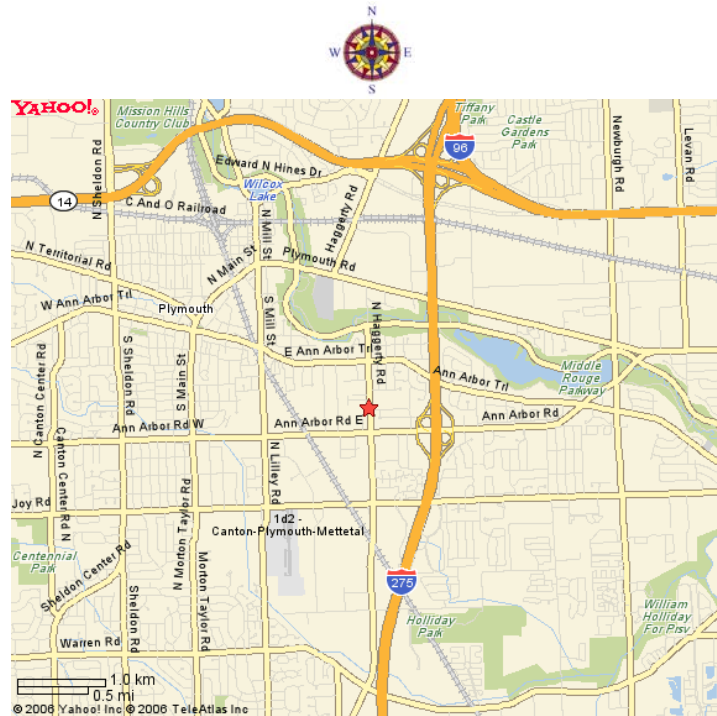 N
W E
S
YAHOO!®
Mission Hills
Country Club
Tiffany
Park
Castle
Gardens
Park
96
N Sheldon Rd
Newburgh Rd
Levan Rd
Edward N Hines Dr
Wilcox
Lake
14
C And O Railroad
N Mill St
Haggerty Rd
N Territorial Rd
N Main St
Plymouth Rd
W Ann Arbor Trl
Plymouth
S Mill St
N Haggerty Rd
E Ann Arbor Trl
N Canton Center Rd
S Sheldon Rd
S Main St
Ann Arbor Trl
Middle
Rouge
Parkway
Ann Arbor Rd W
Ann Arbor Rd E
Ann Arbor Rd
Canton Center Rd N
N Lilley Rd
Joy Rd
N Morton Taylor Rd
1d2 -
Canton-Plymouth-Mettetal
Centennial
Park
Sheldon Center Rd
Sheldon Rd
Morton Taylor Rd
275
Holliday
Park
William
Holliday
For Prsv
Warren Rd
1.0 km
0.5 mi
© 2006 Yahoo! Inc © 2006 TeleAtlas Inc